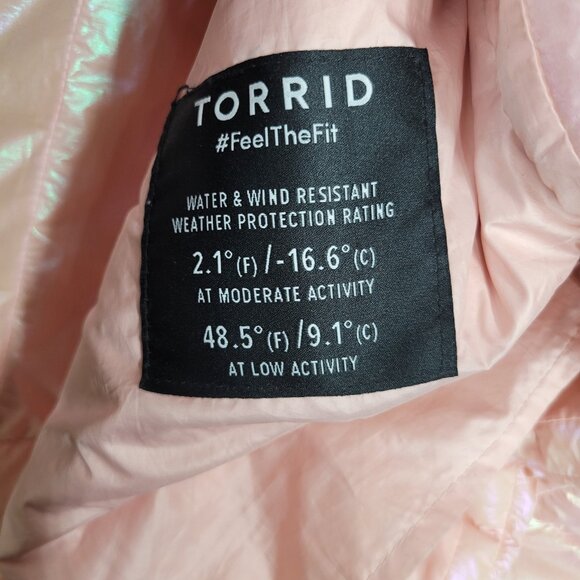 TORRID
#FeelTheFit
WATER & WIND RESISTANT
WEATHER PROTECTION RATING
2.1°(F)/-16.6°(C)
AT MODERATE ACTIVITY
48.5°(F)/9.1°(C)
AT LOW ACTIVITY